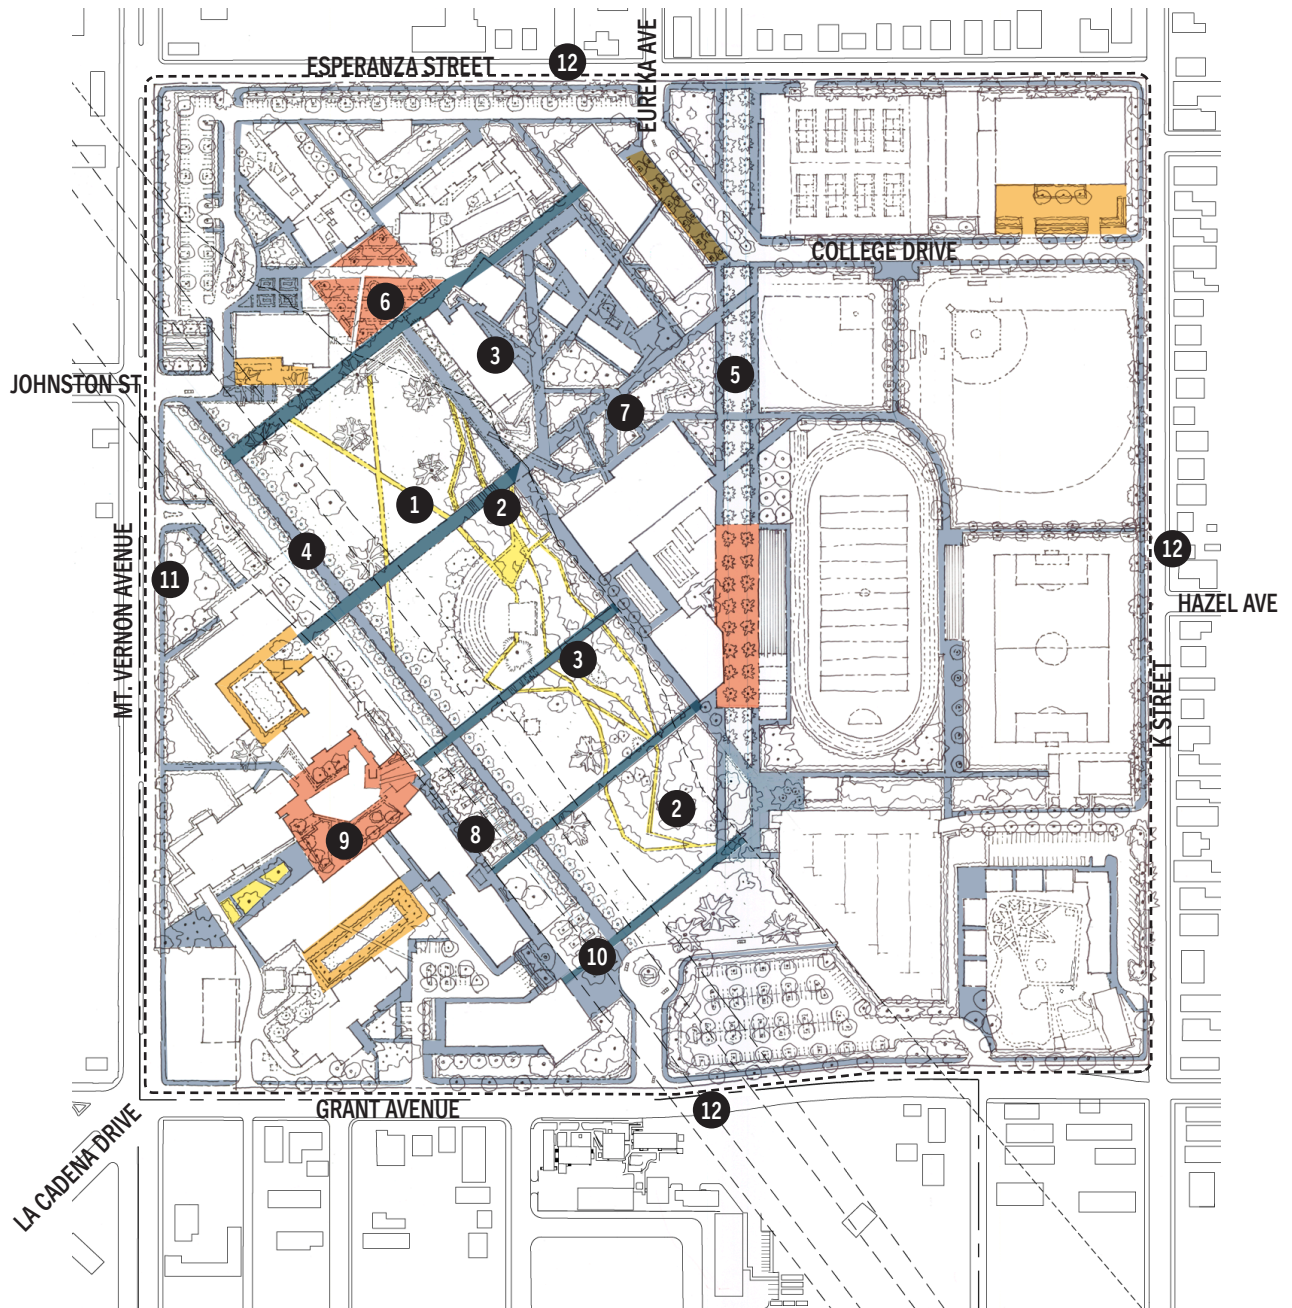 EUREKA AVE
12
ESPERANZA STREET
COLLEGE DRIVE
6
3
5
JOHNSTON ST
7
1
2
4
12
11
MT. VERNON AVENUE
HAZEL AVE
3
K STREET
2
8
9
10
GRANT AVENUE
12
LA CADENA DRIVE